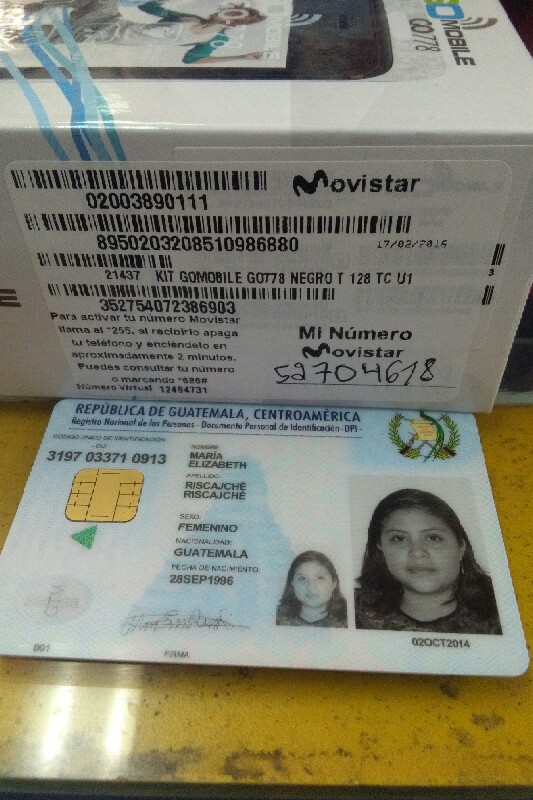 GO MOBILE
GO778
02003890111
Movistar
8950203208510986880
17/02/2016
21437 KIT GOMOBILE GO778 NEGRO T 128 TC U1
3
352754072386903
Para activar tu número Movistar
llama al *255, al recibirlo apaga
tu teléfono y enciéndelo en
aproximadamente 2 minutos.
Puedes consultar tu número
o marcando *686#
Número Virtual 12494731
Mi Número
Movistar
52704618
REPÚBLICA DE GUATEMALA, CENTROAMÉRICA
Registro Nacional de las Personas - Documento Personal de Identificación -DPI-
CÓDIGO ÚNICO DE IDENTIFICACIÓN
- CUI
3197 03371 0913
NOMBRE:
MARÍA
ELIZABETH
APELLIDO:
RISCAJCHÉ
RISCAJCHÉ
SEXO:
FEMENINO
NACIONALIDAD:
GUATEMALA
FECHA DE NACIMIENTO:
28SEP1996
001
FIRMA
02OCT2014